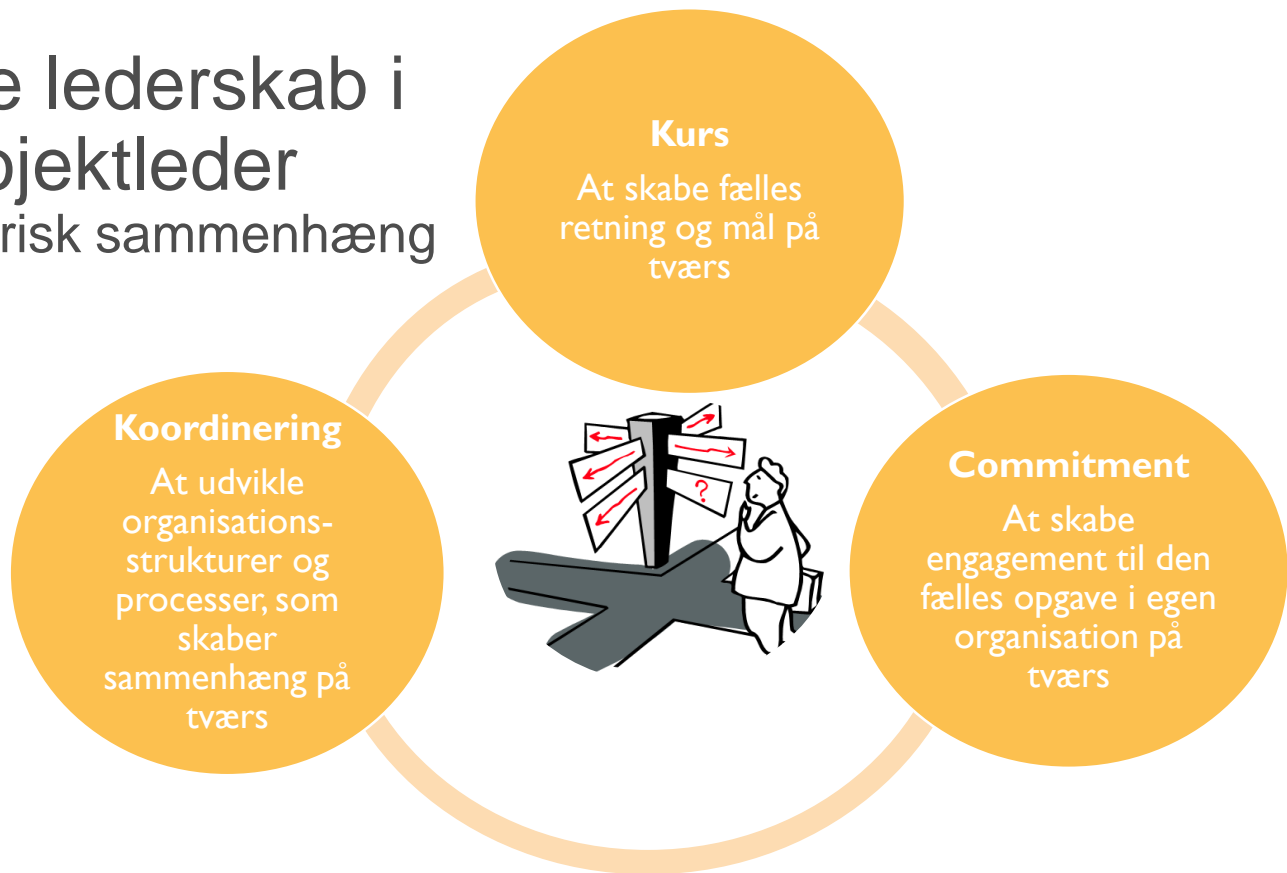 e lederskab i
ojektleder
risk sammenhæng
Kurs
At skabe fælles
retning og mål på
tværs
Koordinering
At udvikle
organisations-
strukturer og
processer, som
skaber
sammenhæng på
tværs
?
Commitment
At skabe
engagement til den
fælles opgave i egen
organisation på
tværs